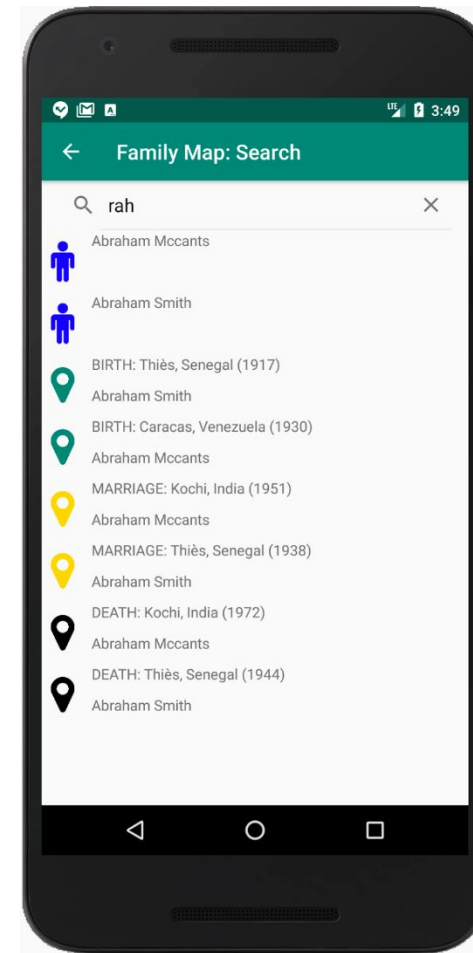 LTE 3:49
Family Map: Search
rah
Abraham Mccants
Abraham Smith
BIRTH: Thiès, Senegal (1917)
Abraham Smith
BIRTH: Caracas, Venezuela (1930)
Abraham Mccants
MARRIAGE: Kochi, India (1951)
Abraham Mccants
MARRIAGE: Thiès, Senegal (1938)
Abraham Smith
DEATH: Kochi, India (1972)
Abraham Mccants
DEATH: Thiès, Senegal (1944)
Abraham Smith